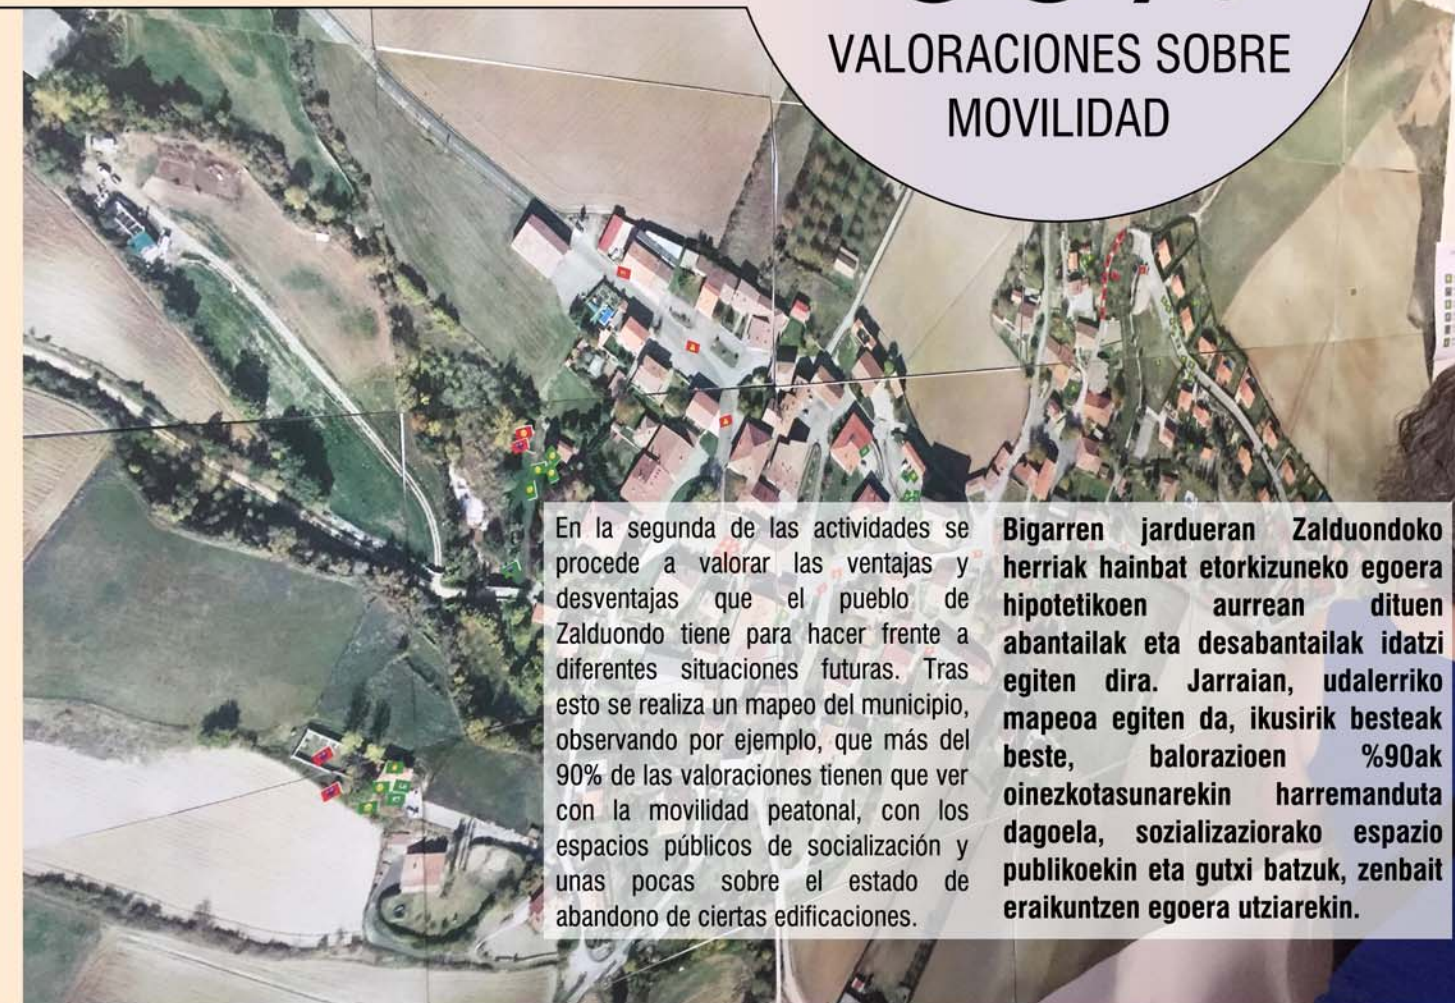 VALORACIONES SOBRE
MOVILIDAD
En la segunda de las actividades se
procede a valorar las ventajas y
desventajas que el pueblo de
Zalduondo tiene para hacer frente a
diferentes situaciones futuras. Tras
esto se realiza un mapeo del municipio,
observando por ejemplo, que más del
90% de las valoraciones tienen que ver
con la movilidad peatonal, con los
espacios públicos de socialización y
unas pocas sobre el estado de
abandono de ciertas edificaciones.
Bigarren jardueran Zalduondoko
herriak hainbat etorkizuneko egoera
hipotetikoen aurrean dituen
abantailak eta desabantailak idatzi
egiten dira. Jarraian, udalerriko
mapeoa egiten da, ikusirik besteak
beste, balorazioen %90ak
oinezkotasunarekin harremanduta
dagoela, sozializaziorako espazio
publikoekin eta gutxi batzuk, zenbait
eraikuntzen egoera utziarekin.